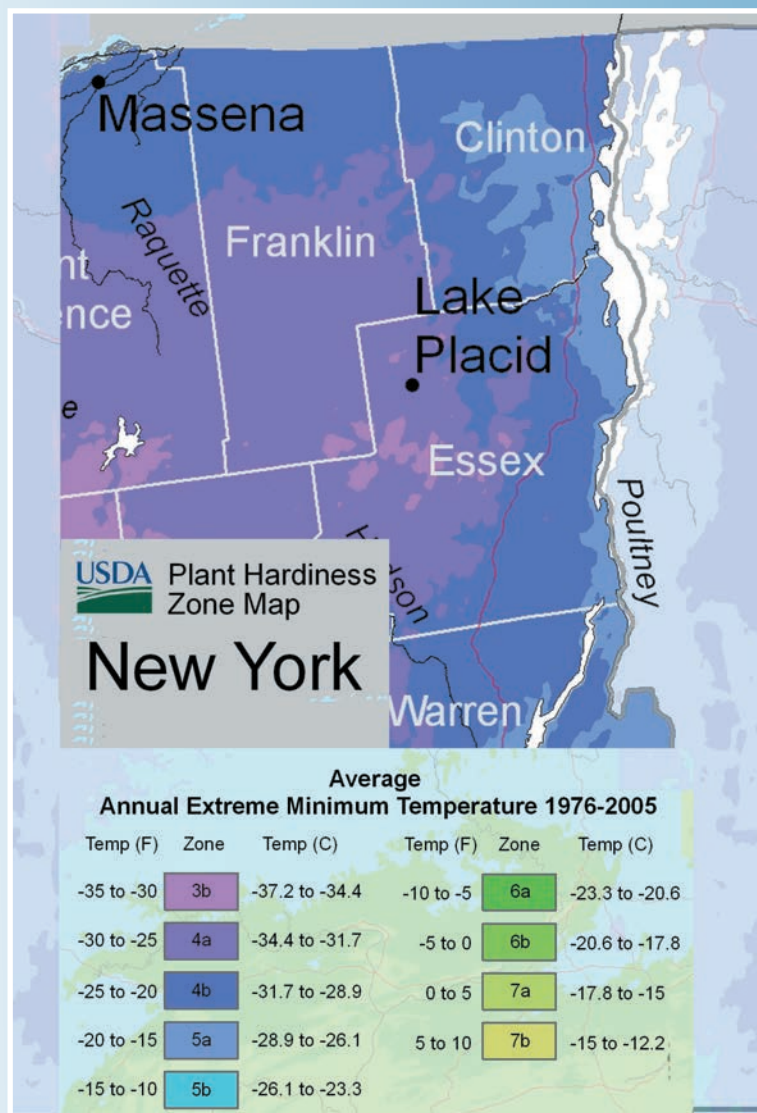 Massena
Clinton
Raquette
Franklin
nt
ence
Lake
Placid
e
Essex
Poultney
USDA
Plant Hardiness
Zone Map
New York
Warren
Average
Annual Extreme Minimum Temperature 1976-2005
Temp (F) Zone Temp (C) Temp (F) Zone Temp (C)
-35 to -30 3b -37.2 to -34.4 -10 to -5 6a -23.3 to -20.6
-30 to -25 4a -34.4 to -31.7 -5 to 0 6b -20.6 to -17.8
-25 to -20 4b -31.7 to -28.9 0 to 5 7a -17.8 to -15
-20 to -15 5a -28.9 to -26.1 5 to 10 7b -15 to -12.2
-15 to -10 5b -26.1 to -23.3